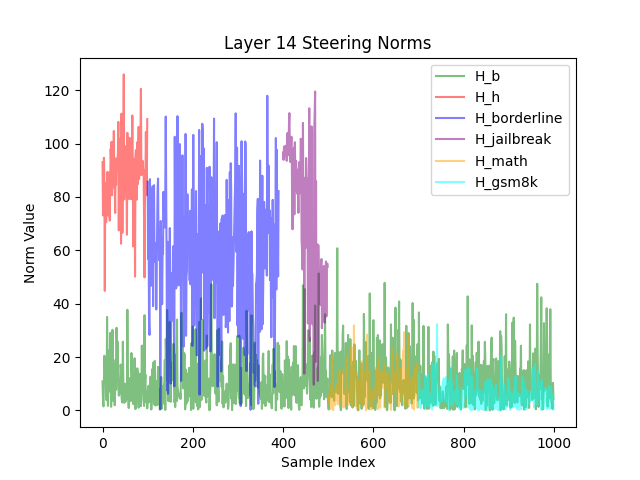 Layer 14 Steering Norms
H_b
H_h
H_borderline
H_jailbreak
H_math
H_gsm8k
Norm Value
120
100
80
60
40
20
0
0
200
400
600
800
1000
Sample Index